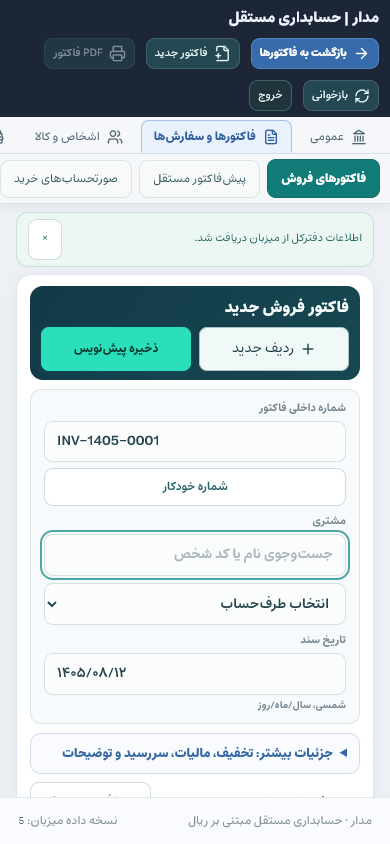 مدار | حسابداری مستقل
بازگشت به فاکتورها
فاکتور جدید
PDF فاکتور
بازخوانی
خروج
عمومی
فاکتورها و سفارش‌ها
اشخاص و کالا
فاکتورهای فروش
پیش‌فاکتور مستقل
صورتحساب‌های خرید
اطلاعات دفترکل از میزبان دریافت شد.
×
فاکتور فروش جدید
ردیف جدید
ذخیره پیش‌نویس
شماره داخلی فاکتور
INV-1405-0001
شماره خودکار
مشتری
جست‌وجوی نام یا کد شخص
انتخاب طرف‌حساب
تاریخ سند
۱۴۰۵/۰۸/۱۲
شمسی، سال/ماه/روز
جزئیات بیشتر: تخفیف، مالیات، سررسید و توضیحات
مدار · حسابداری مستقل مبتنی بر ریال
نسخه داده میزبان: 5